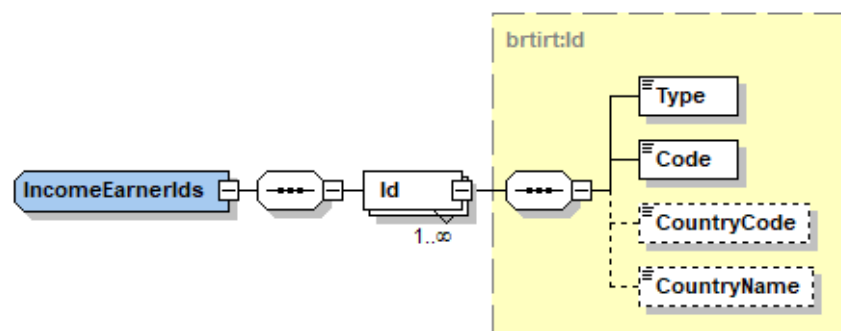 brtirt:Id
Type
IncomeEarnerIds
Id
Code
1..∞
CountryCode
CountryName